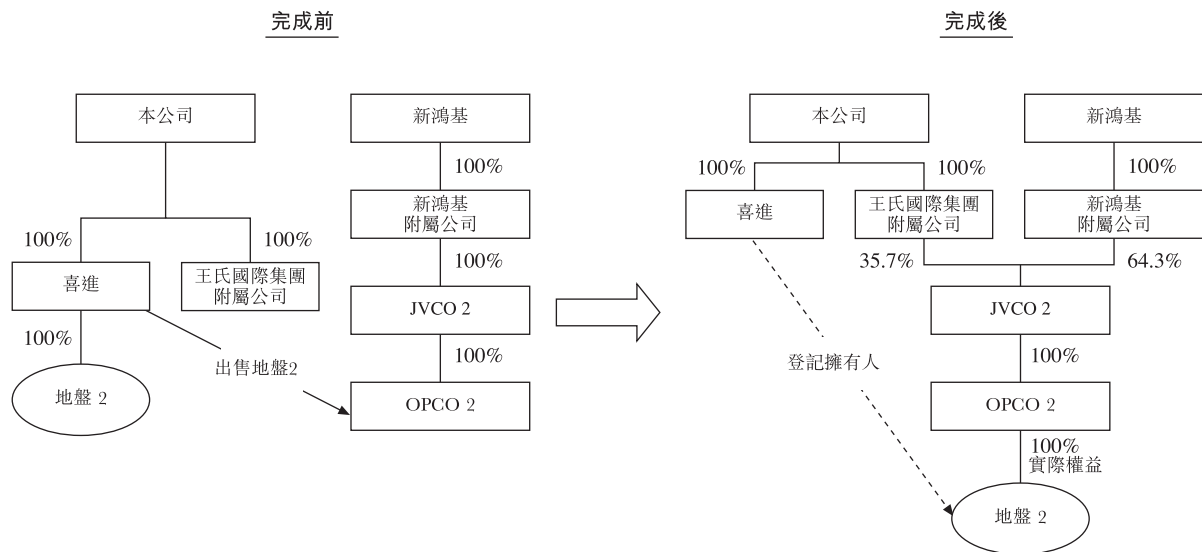 完成前
本公司
新鴻基
100%
新鴻基
附屬公司
100%
100%
100%
喜進
王氏國際集團
附屬公司
JVCO 2
100%
100%
出售地盤2
地盤 2
OPCO 2
完成後
本公司
新鴻基
100%
100%
100%
喜進
王氏國際集團
附屬公司
新鴻基
附屬公司
35.7%
64.3%
JVCO 2
100%
登記擁有人
OPCO 2
100%
實際權益
地盤 2